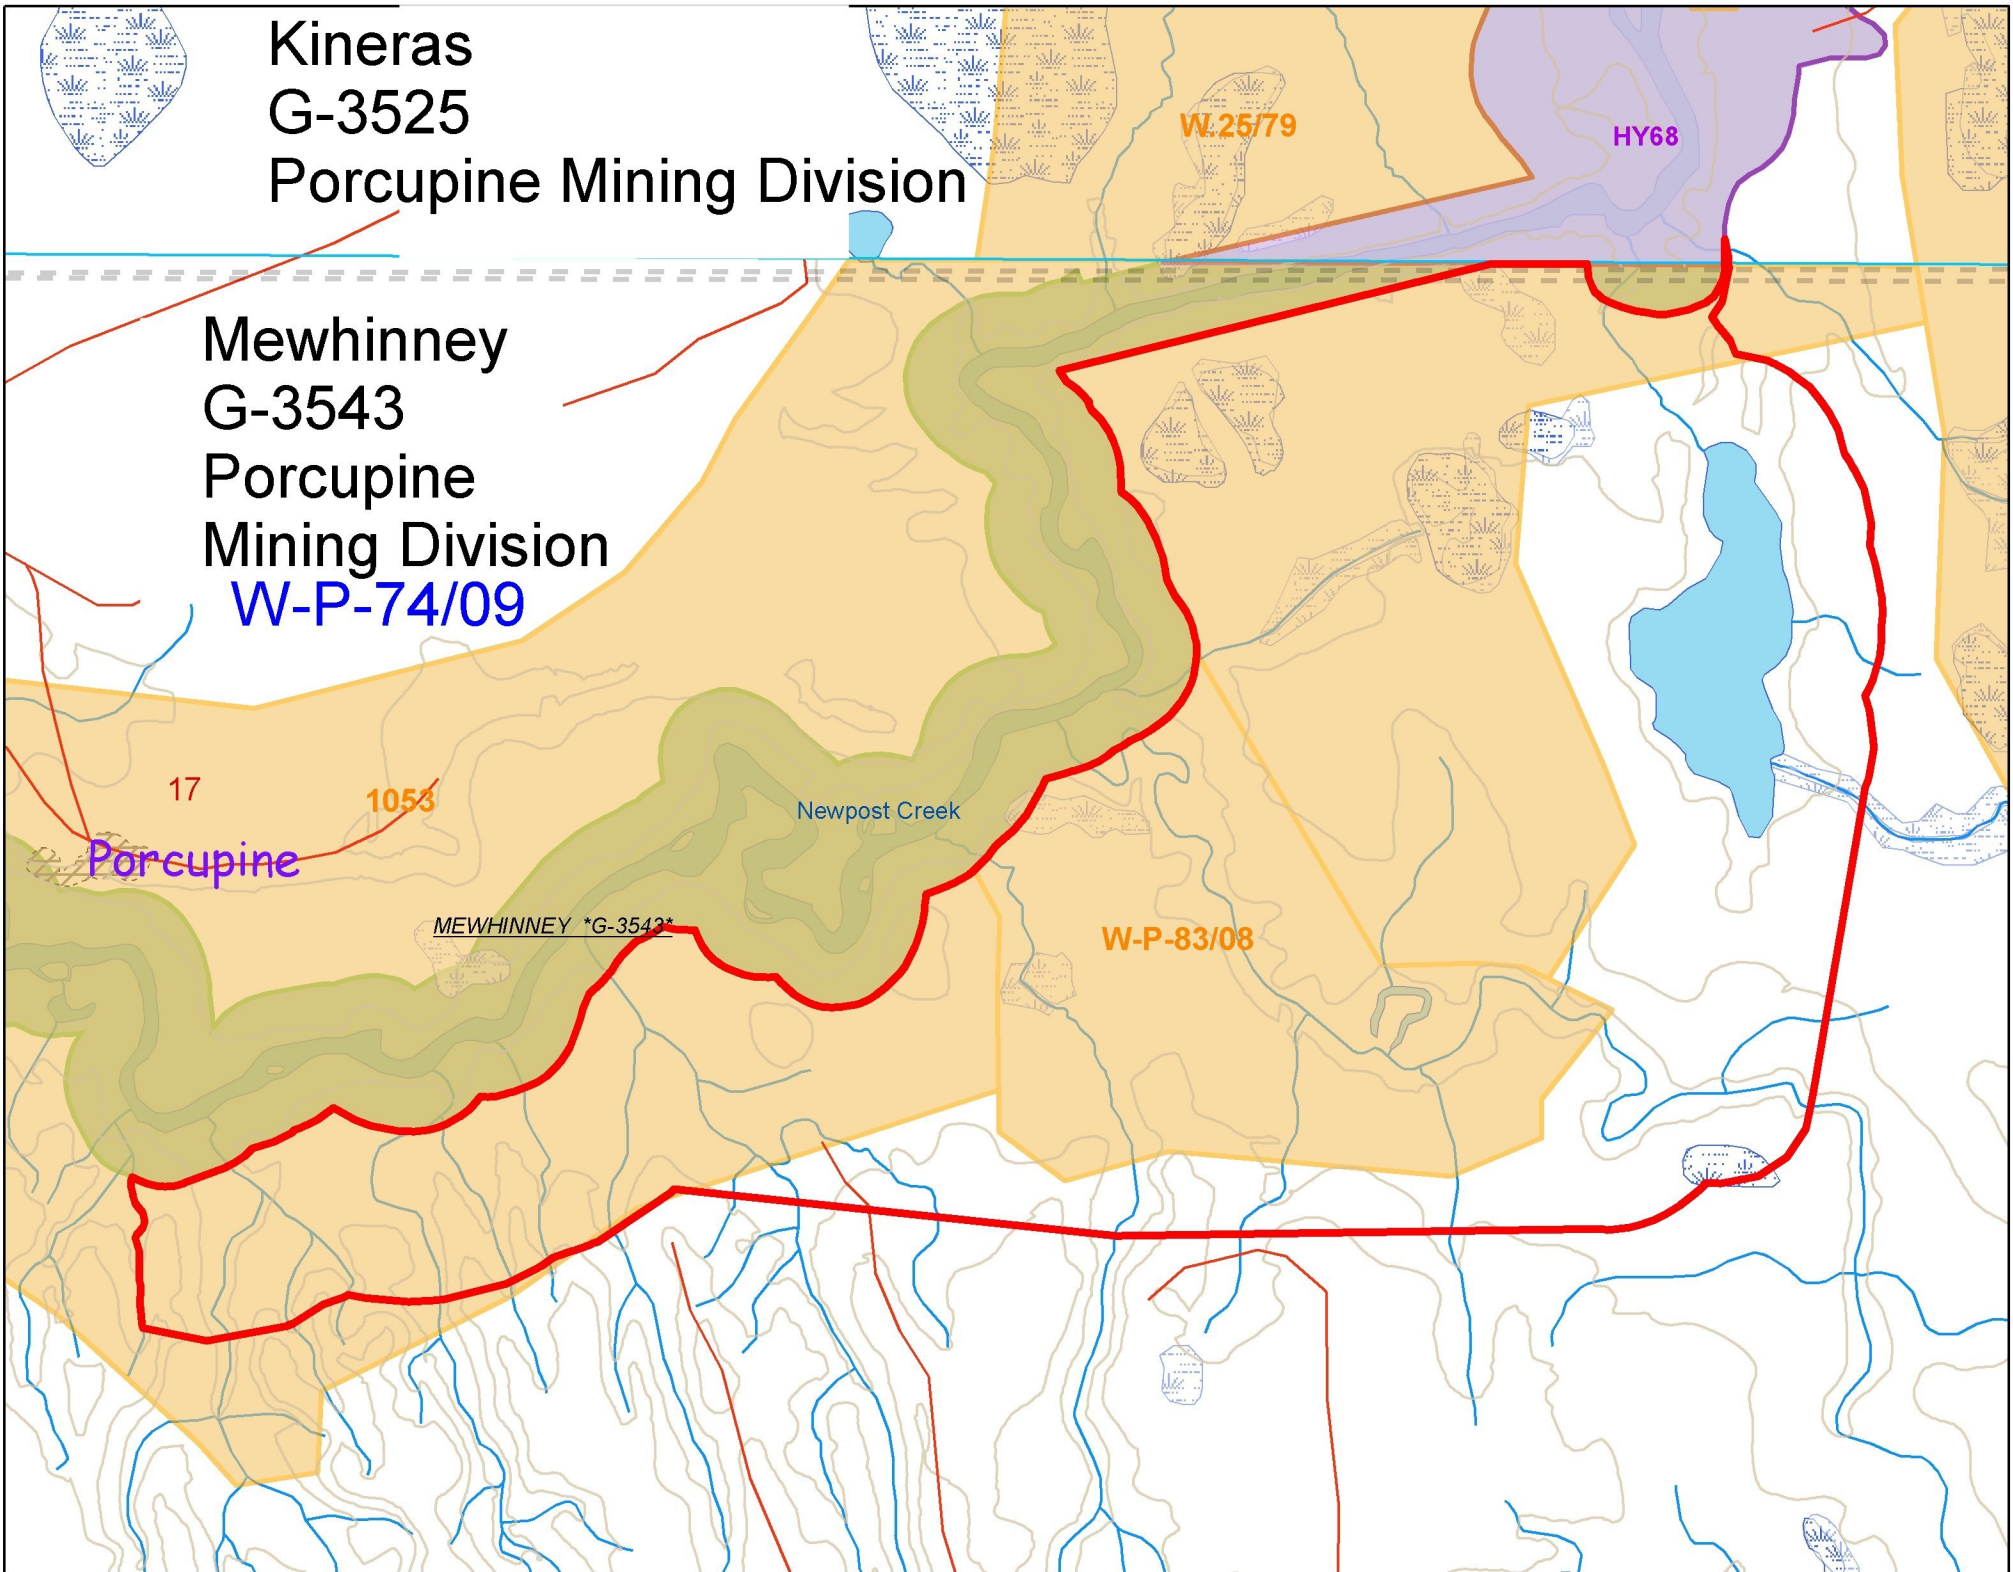 Kineras
G-3525
Porcupine Mining Division
W.25/79
HY68
Mewhinney
G-3543
Porcupine
Mining Division
W-P-74/09
17
1053
Newpost Creek
Porcupine
MEWHINNEY *G-3543*
W-P-83/08